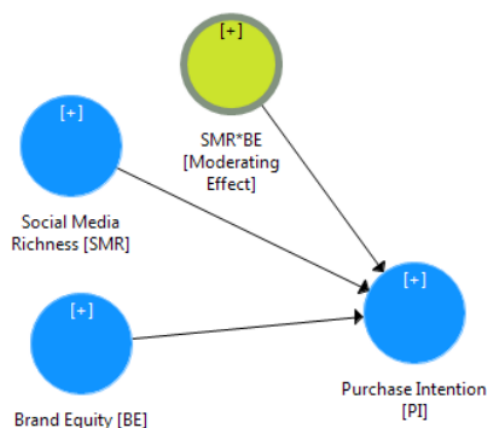 [+]
SMR*BE
[Moderating
Effect]
[+]
Social Media
Richness [SMR]
[+]
Brand Equity [BE]
[+]
Purchase Intention
[PI]